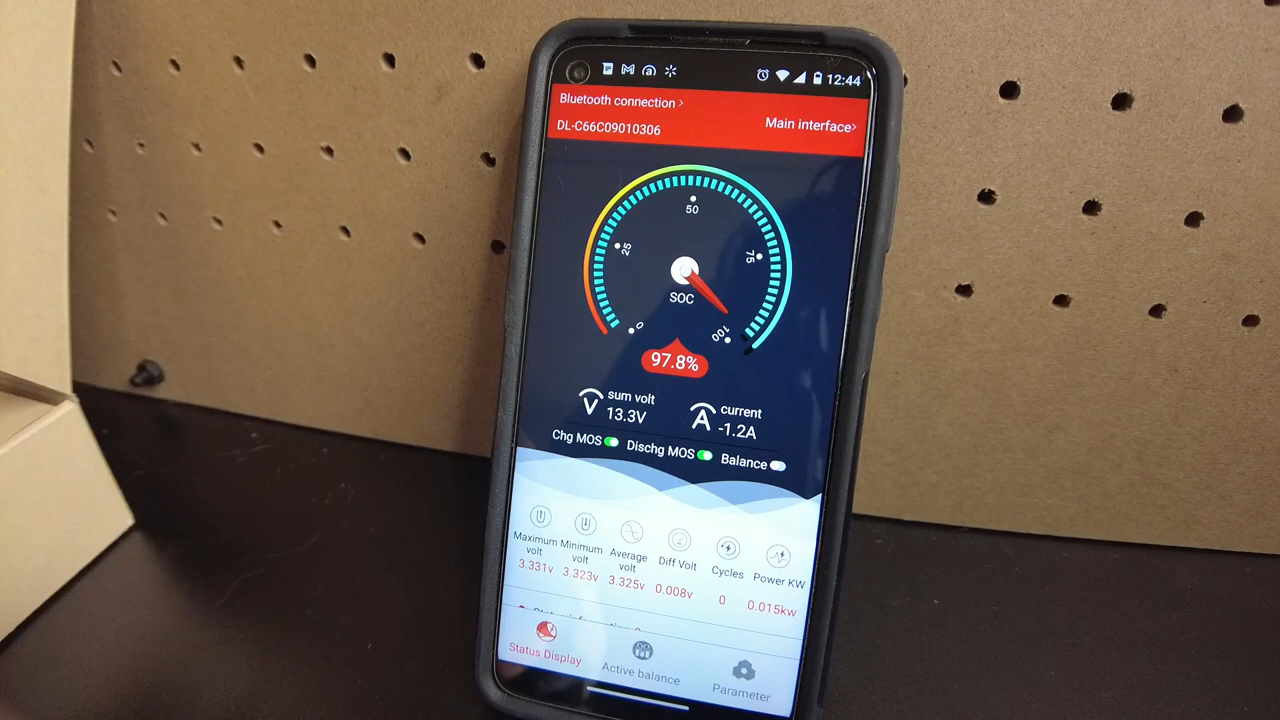 12:44
Bluetooth connection >
DL-C66C09010306
Main interface>
50
25
75
SOC
0
100
97.8%
sum volt
13.3V
current
-1.2A
Chg MOS
Dischg MOS
Balance
Maximum volt
3.331v
Minimum volt
3.323v
Average volt
3.325v
Diff Volt
0.008v
Cycles
0
Power KW
0.015kw
Status Display
Active balance
Parameter